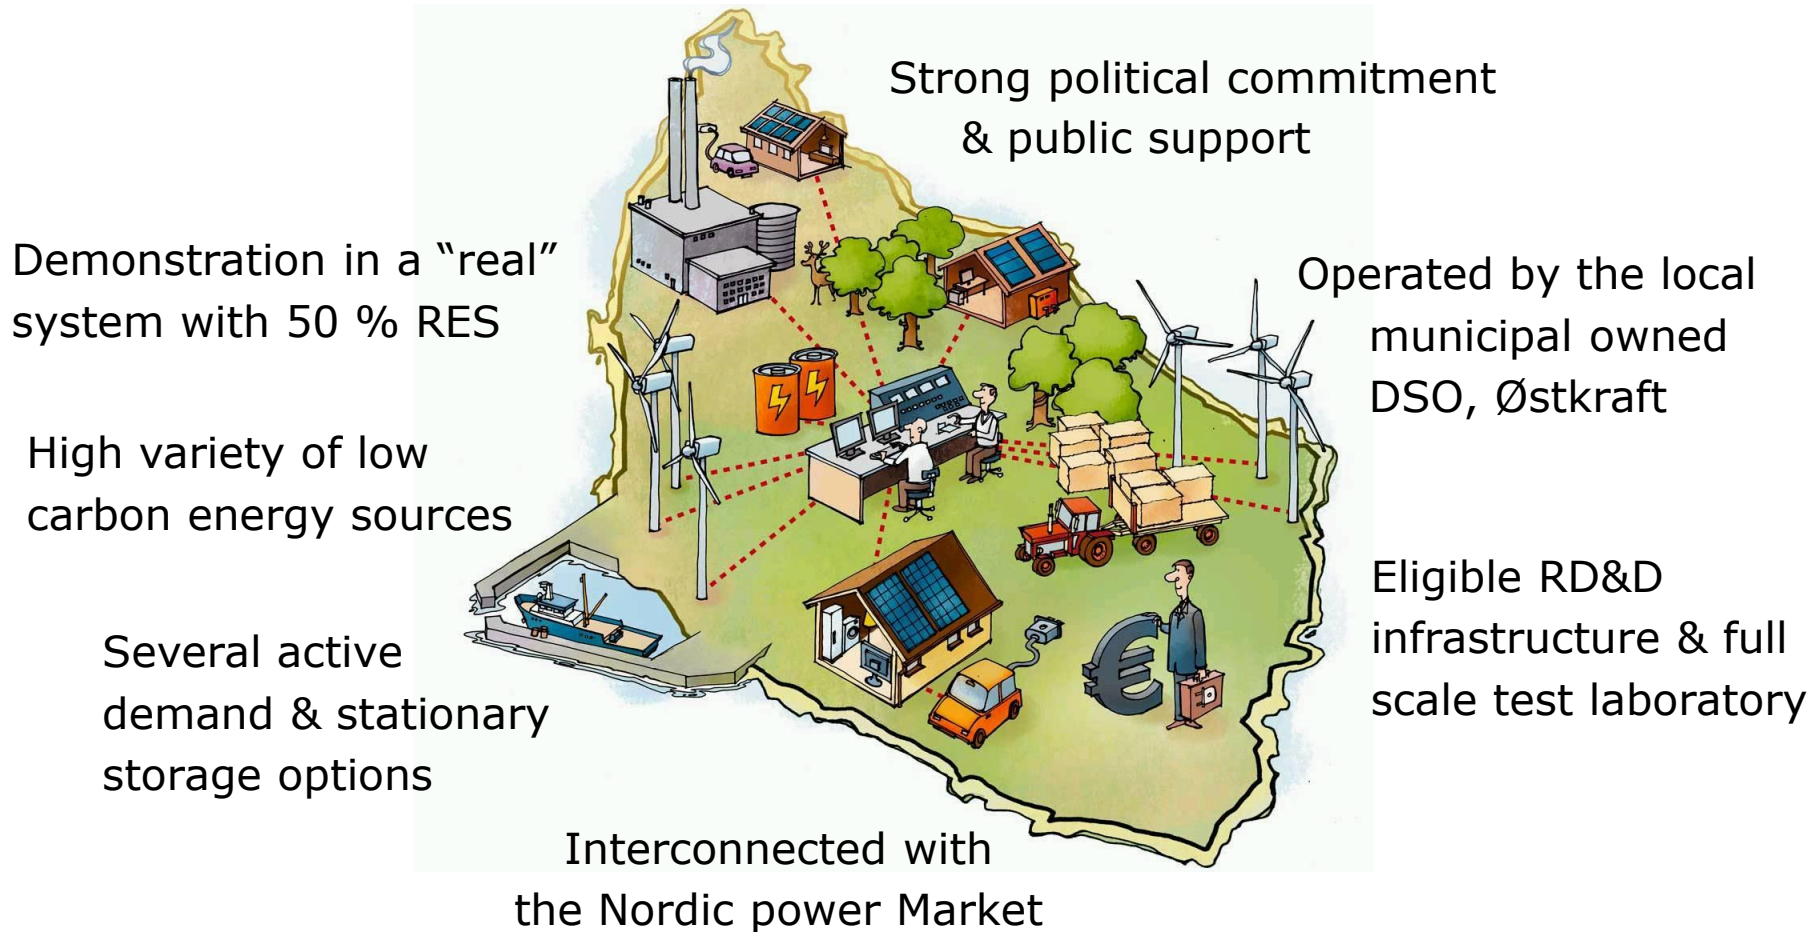 Strong political commitment
& public support
Demonstration in a “real”
system with 50 % RES
Operated by the local
municipal owned
DSO, Østkraft
High variety of low
carbon energy sources
Eligible RD&D
infrastructure & full
scale test laboratory
Several active
demand & stationary
storage options
€
Interconnected with
the Nordic power Market